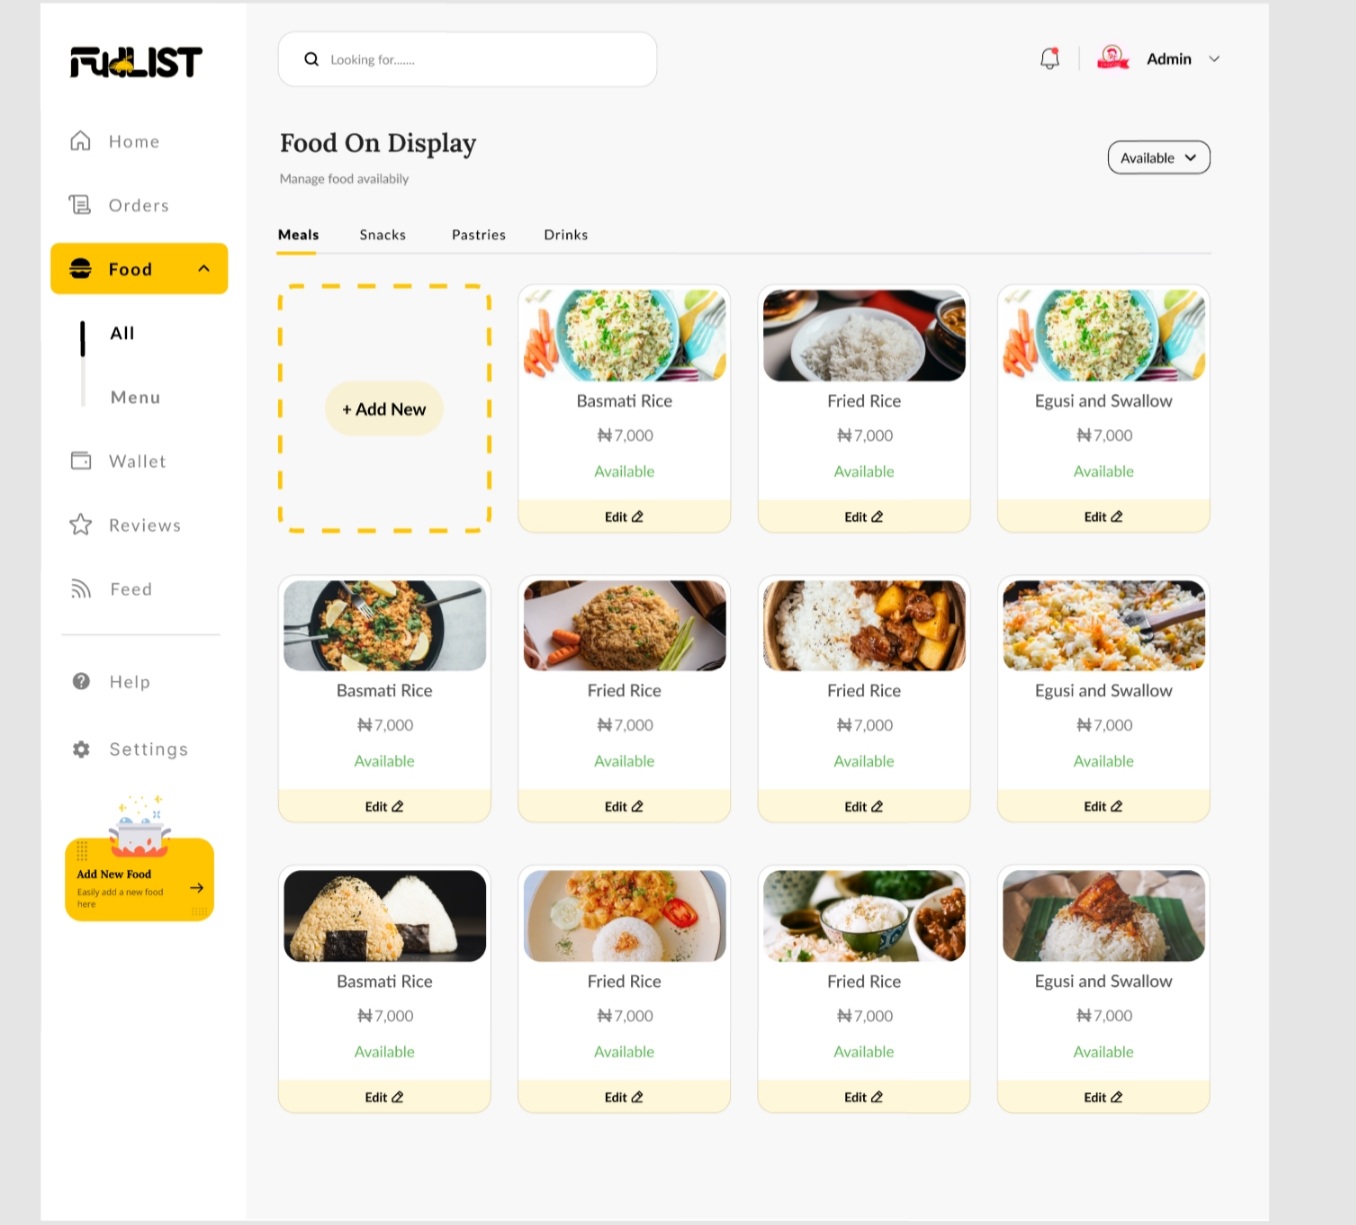 FudLIST
Looking for.......
Admin
Home
Orders
Food
All
Menu
Wallet
Reviews
Feed
Help
Settings
Add New Food
Easily add a new food
here
Food On Display
Manage food availabily
Available
Meals Snacks Pastries Drinks
+ Add New
Basmati Rice
₦7,000
Available
Edit
Fried Rice
₦7,000
Available
Edit
Egusi and Swallow
₦7,000
Available
Edit
Basmati Rice
₦7,000
Available
Edit
Fried Rice
₦7,000
Available
Edit
Fried Rice
₦7,000
Available
Edit
Egusi and Swallow
₦7,000
Available
Edit
Basmati Rice
₦7,000
Available
Edit
Fried Rice
₦7,000
Available
Edit
Fried Rice
₦7,000
Available
Edit
Egusi and Swallow
₦7,000
Available
Edit